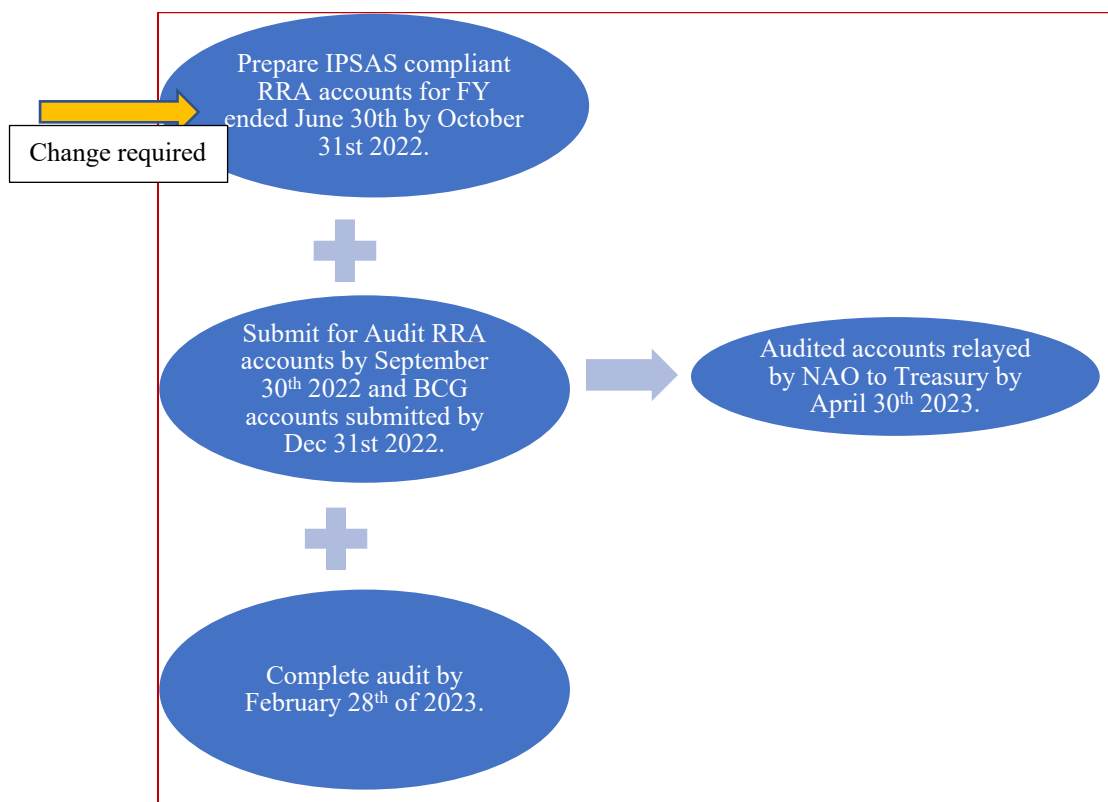 Prepare IPSAS compliant
RRA accounts for FY
ended June 30th by October
31st 2022.
Change required
Submit for Audit RRA
accounts by September
30th 2022 and BCG
accounts submitted by
Dec 31st 2022.
Audited accounts relayed
by NAO to Treasury by
April 30th 2023.
Complete audit by
February 28th of 2023.